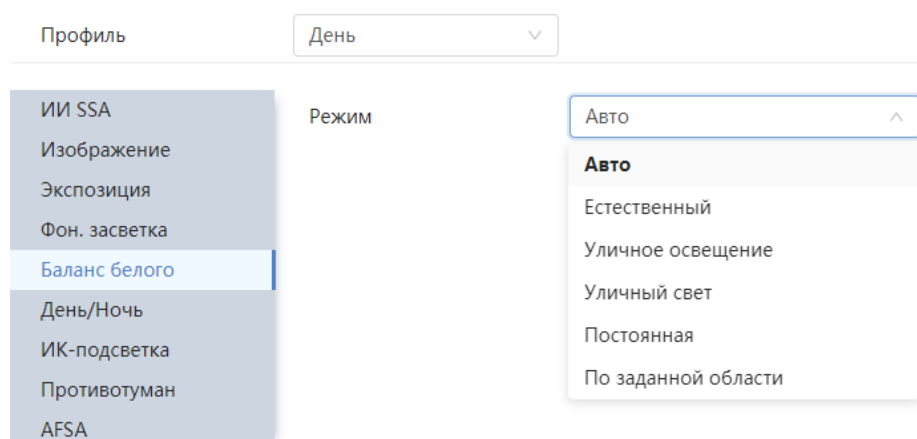 Профиль День
ИИ SSA Режим Авто
Изображение Авто
Экспозиция Естественный
Фон. засветка Уличное освещение
Баланс белого Уличный свет
День/Ночь Постоянная
ИК-подсветка По заданной области
Противотуман
AFSA